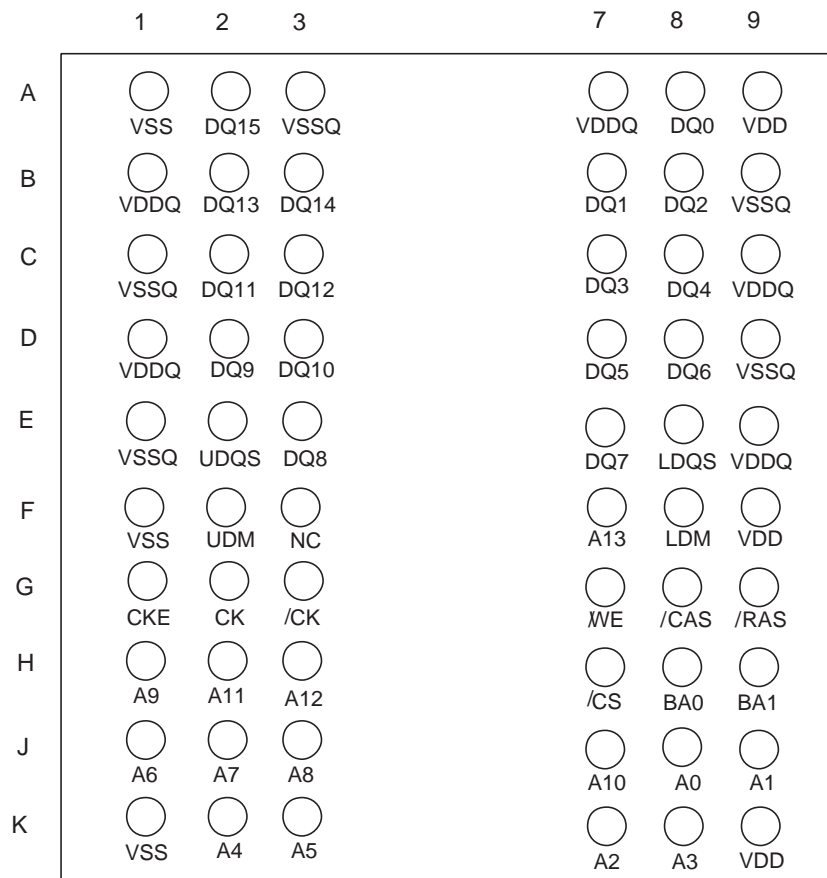 1 2 3 7 8 9
A
VSS DQ15 VSSQ VDDQ DQ0 VDD
B
VDDQ DQ13 DQ14 DQ1 DQ2 VSSQ
C
VSSQ DQ11 DQ12 DQ3 DQ4 VDDQ
D
VDDQ DQ9 DQ10 DQ5 DQ6 VSSQ
E
VSSQ UDQS DQ8 DQ7 LDQS VDDQ
F
VSS UDM NC A13 LDM VDD
G
CKE CK /CK /WE /CAS /RAS
H
A9 A11 A12 /CS BA0 BA1
J
A6 A7 A8 A10 A0 A1
K
VSS A4 A5 A2 A3 VDD